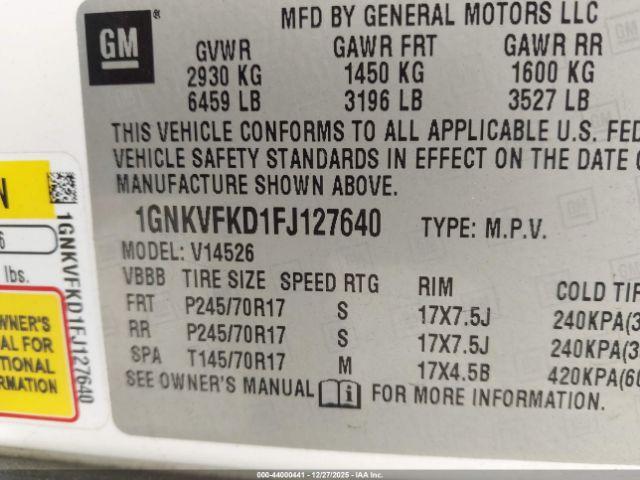 GM
®
MFD BY GENERAL MOTORS LLC
GVWR GAWR FRT GAWR RR
2930 KG 1450 KG 1600 KG
6459 LB 3196 LB 3527 LB
THIS VEHICLE CONFORMS TO ALL APPLICABLE U.S. FED
VEHICLE SAFETY STANDARDS IN EFFECT ON THE DATE O
MANUFACTURE SHOWN ABOVE.
1GNKVFKD1FJ127640 TYPE: M.P.V.
MODEL: V14526
VBBB TIRE SIZE SPEED RTG RIM COLD TIR
FRT P245/70R17 S 17X7.5J 240KPA(3
RR P245/70R17 S 17X7.5J 240KPA(3
SPA T145/70R17 M 17X4.5B 420KPA(60
SEE OWNER'S MANUAL i FOR MORE INFORMATION.
N
6
lbs.
WNER'S
AL FOR
TIONAL
MATION
1GNKVFKD1FJ127640
000-44000441 - 12/27/2025 - IAA, Inc.